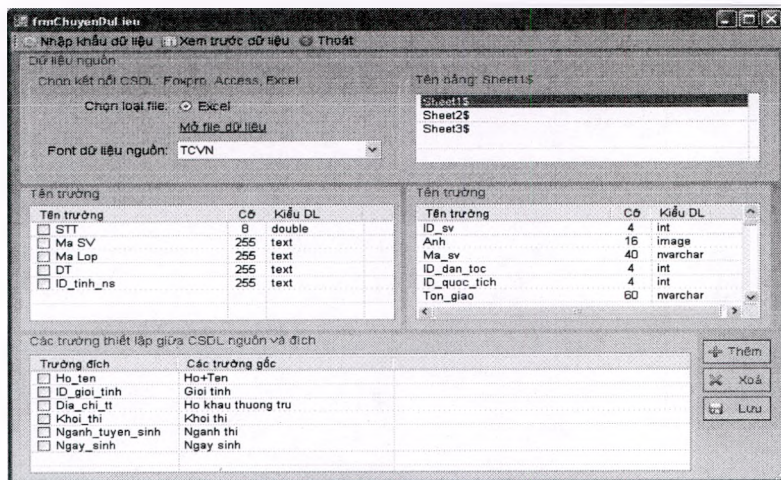 frmChuyenDuLieu
Nhập khẩu dữ liệu Xem trước dữ liệu Thoát
Dữ liệu nguồn
Chọn kết nối CSDL: Foxpro, Access, Excel
Chọn loại file: Excel
Mở file dữ liệu
Font dữ liệu nguồn: TCVN
Tên bảng: Sheet1$
Sheet1$
Sheet2$
Sheet3$
Tên trường
Tên trường Cỡ Kiểu DL
STT 8 double
Ma SV 255 text
Ma Lop 255 text
DT 255 text
ID_tinh_ns 255 text
Tên trường
Tên trường Cỡ Kiểu DL
ID_sv 4 int
Anh 16 image
Ma_sv 40 nvarchar
ID_dan_toc 4 int
ID_quoc_tich 4 int
Ton_giao 60 nvarchar
Các trường thiết lập giữa CSDL nguồn và đích
Trường đích Các trường gốc
Ho_ten Ho+Ten
ID_gioi_tinh Gioi tinh
Dia_chi_tt Ho khau thuong tru
Khoi_thi Khoi thi
Nganh_tuyen_sinh Nganh thi
Ngay_sinh Ngay sinh
Thêm
Xoá
Lưu